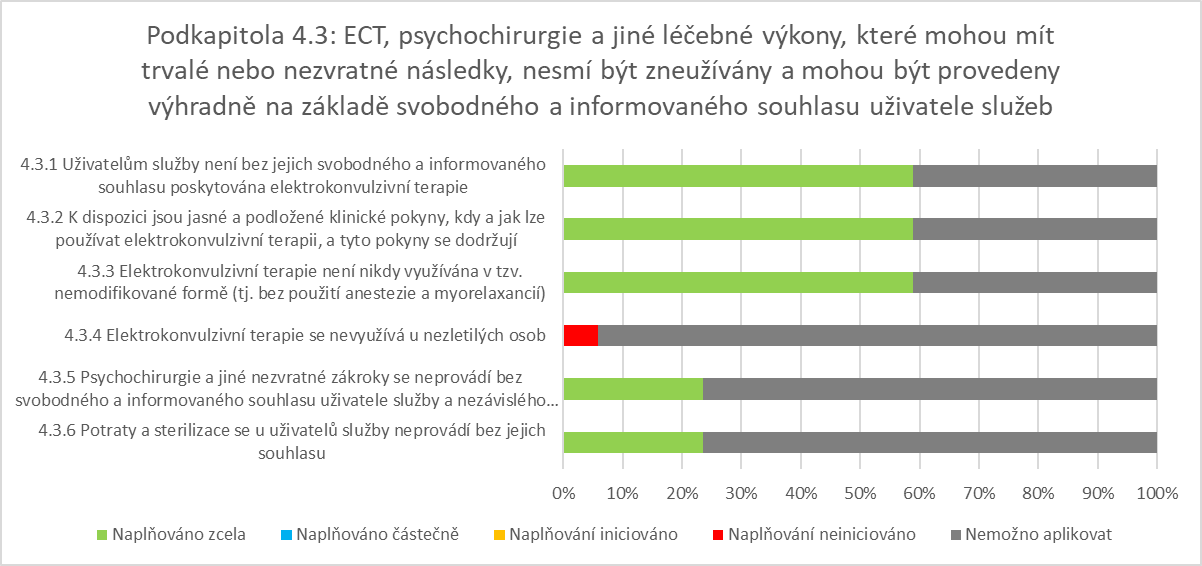 Podkapitola 4.3: ECT, psychochirurgie a jiné léčebné výkony, které mohou mít
trvalé nebo nezvratné následky, nesmí být zneužívány a mohou být provedeny
výhradně na základě svobodného a informovaného souhlasu uživatele služeb
4.3.1 Uživatelům služby není bez jejich svobodného a informovaného
souhlasu poskytována elektrokonvulzivní terapie
4.3.2 K dispozici jsou jasné a podložené klinické pokyny, kdy a jak lze
používat elektrokonvulzivní terapii, a tyto pokyny se dodržují
4.3.3 Elektrokonvulzivní terapie není nikdy využívána v tzv.
nemodifikované formě (tj. bez použití anestezie a myorelaxancií)
4.3.4 Elektrokonvulzivní terapie se nevyužívá u nezletilých osob
4.3.5 Psychochirurgie a jiné nezvratné zákroky se neprovádí bez
svobodného a informovaného souhlasu uživatele služby a nezávislého…
4.3.6 Potraty a sterilizace se u uživatelů služby neprovádí bez jejich
souhlasu
0% 10% 20% 30% 40% 50% 60% 70% 80% 90% 100%
Naplňováno zcela Naplňováno částečně Naplňování iniciováno Naplňování neiniciováno Nemožno aplikovat